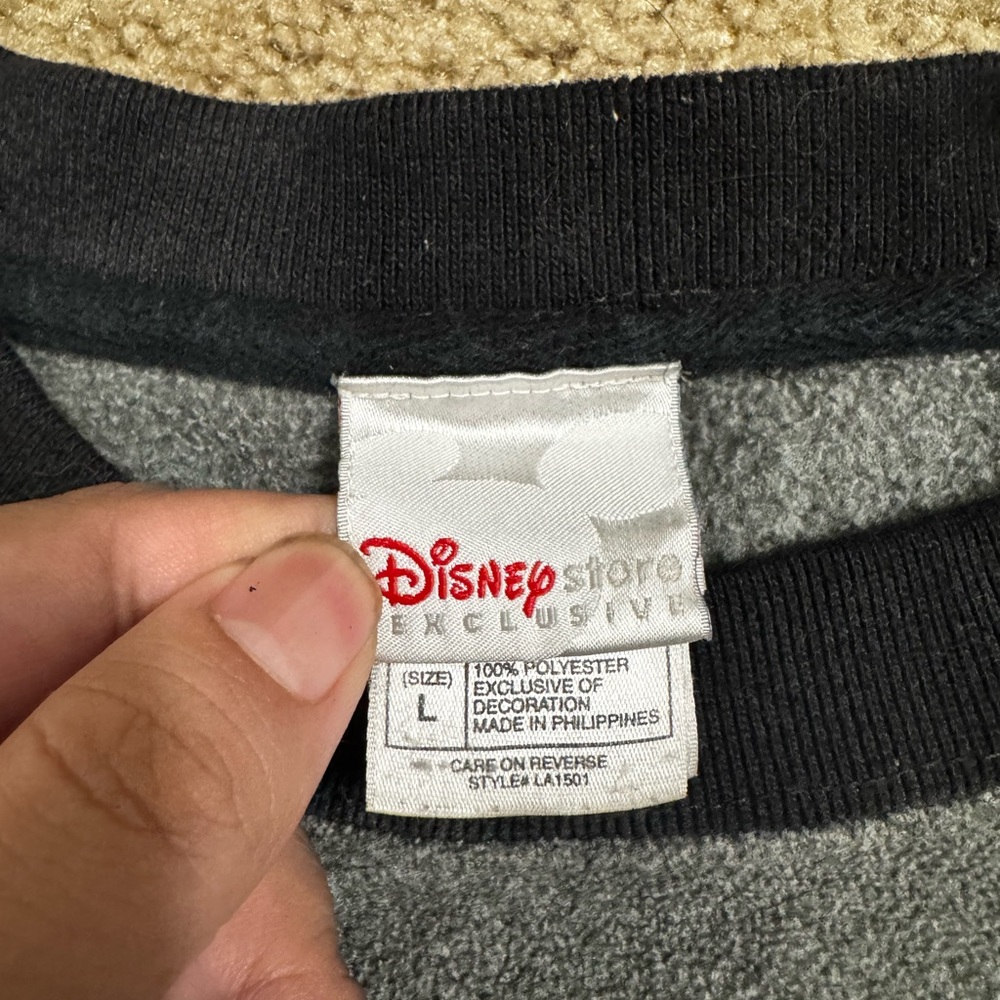 Disney store
EXCLUSIVE
(SIZE)
L
100% POLYESTER
EXCLUSIVE OF
DECORATION
MADE IN PHILIPPINES
CARE ON REVERSE
STYLE# LA1501